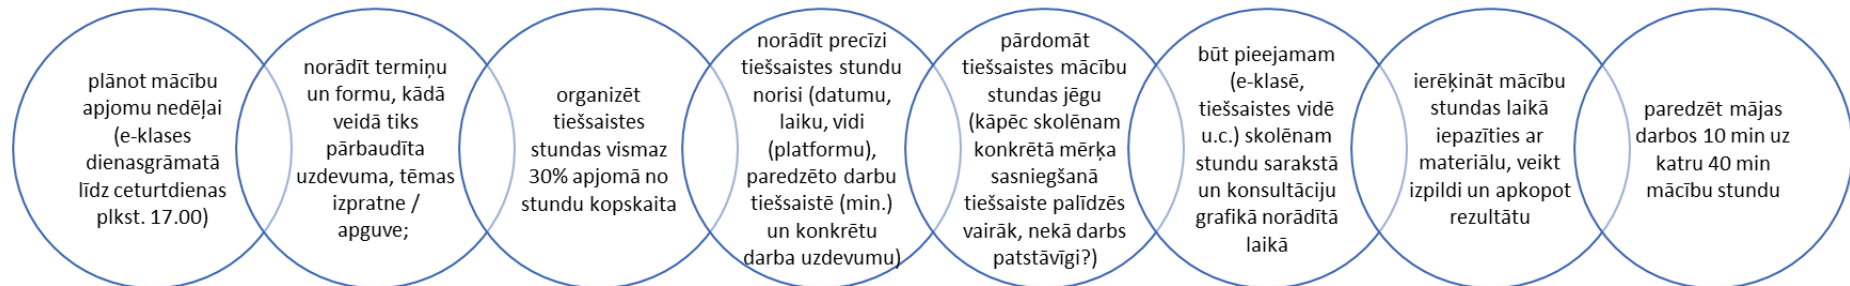 plānot mācību
apjomu nedēļai
(e-klases
dienasgrāmatā
līdz ceturtdienas
plkst. 17.00)
norādīt termiņu
un formu, kādā
veidā tiks
pārbaudīta
uzdevuma, tēmas
izpratne /
apguve;
organizēt
tiešsaistes
stundas vismaz
30% apjomā no
stundu kopskaita
norādīt precīzi
tiešsaistes stundu
norisi (datumu,
laiku, vidi
(platformu),
paredzēto darbu
tiešsaistē (min.)
un konkrētu
darba uzdevumu)
pārdomāt
tiešsaistes mācību
stundas jēgu
(kāpēc skolēnam
konkrētā mērķa
sasniegšanā
tiešsaiste palīdzēs
vairāk, nekā darbs
patstāvīgi?)
būt pieejamam
(e-klasē,
tiešsaistes vidē
u.c.) skolēnam
stundu sarakstā
un konsultāciju
grafikā norādītā
laikā
ierēķināt mācību
stundas laikā
iepazīties ar
materiālu, veikt
izpildi un apkopot
rezultātu
paredzēt mājas
darbos 10 min uz
katru 40 min
mācību stundu